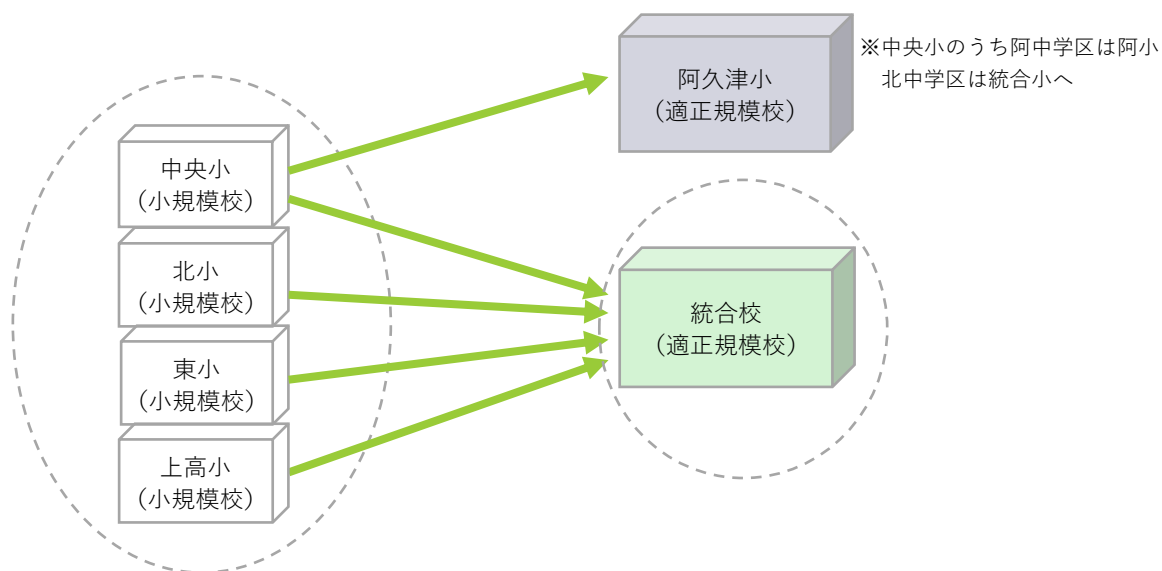 阿久津小
（適正規模校）
※中央小のうち阿中学区は阿小
北中学区は統合小へ
中央小
（小規模校）
北小
（小規模校）
東小
（小規模校）
上高小
（小規模校）
統合校
（適正規模校）